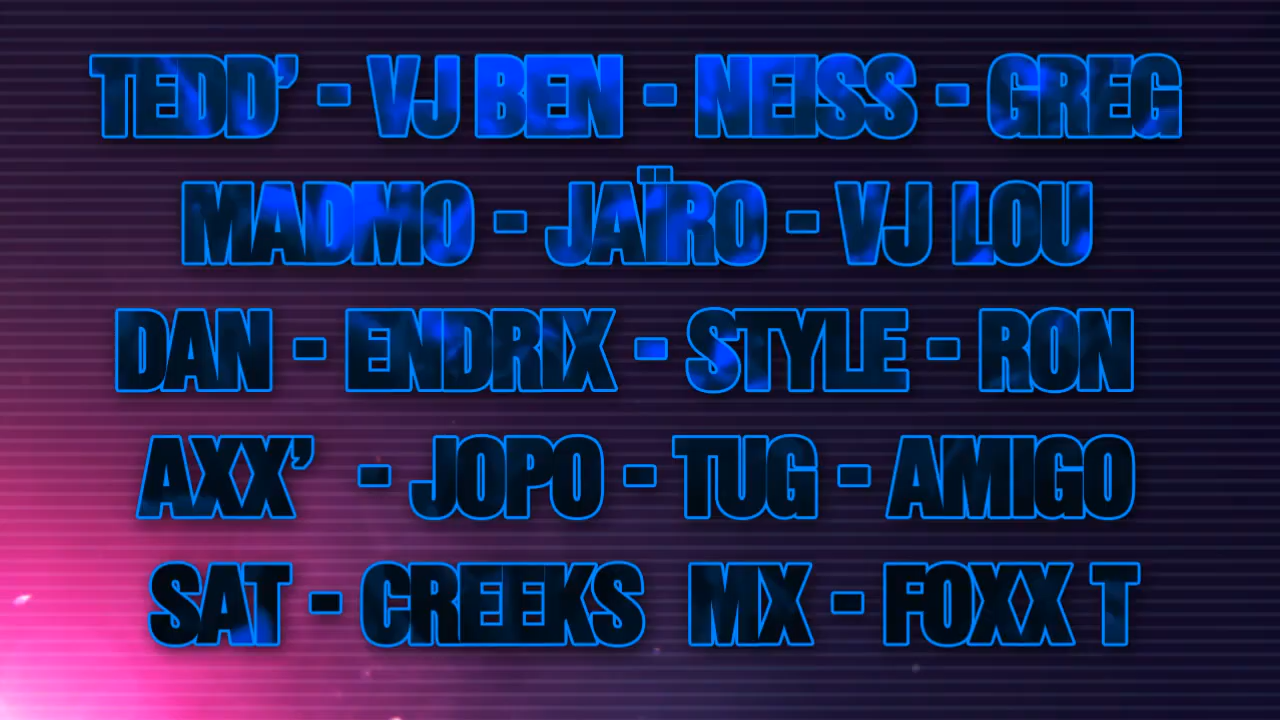 TEDD’ - VJ BEN - NEISS - GREG
MADMO - JAÏRO - VJ LOU
DAN - ENDRIX - STYLE - RON
AXX’ - JOPO - TUG - AMIGO
SAT - CREEKS MX - FOXX T